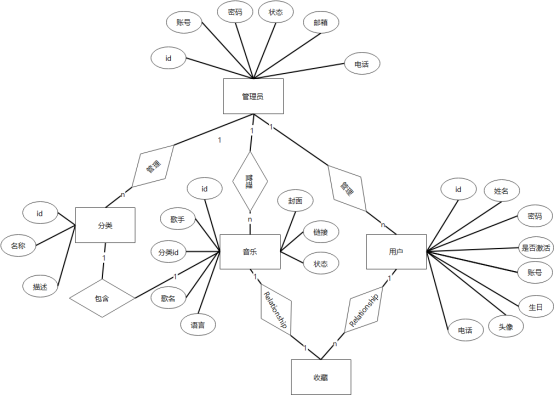 密码
状态
账号
邮箱
id
电话
管理员
1
1
1
管理
管理
管理
n
n
n
id
id
id
姓名
封面
密码
名称
歌手
链接
是否激活
分类
分类id
音乐
用户
状态
账号
描述
1
1
包含
歌名
1
1
生日
语言
Relationship
Relationship
电话
头像
1
n
收藏